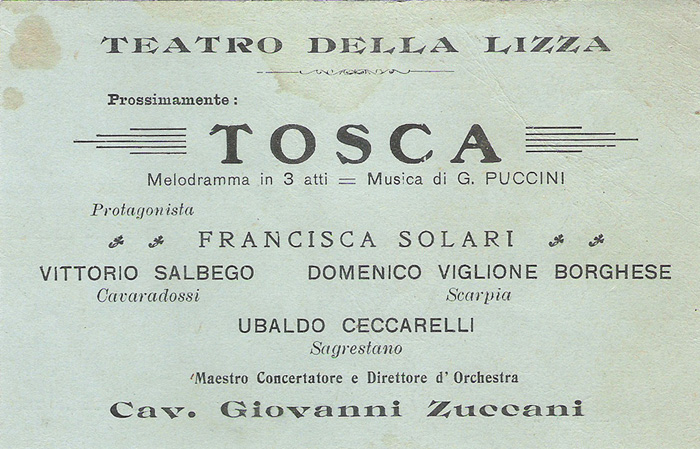 TEATRO DELLA LIZZA
Prossimamente:
TOSCA
Melodramma in 3 atti = Musica di G. PUCCINI
Protagonista
FRANCISCA SOLARI
VITTORIO SALBEGO DOMENICO VIGLIONE BORGHESE
Cavaradossi Scarpia
UBALDO CECCARELLI
Sagrestano
Maestro Concertatore e Direttore d' Orchestra
Cav. Giovanni Zuccani